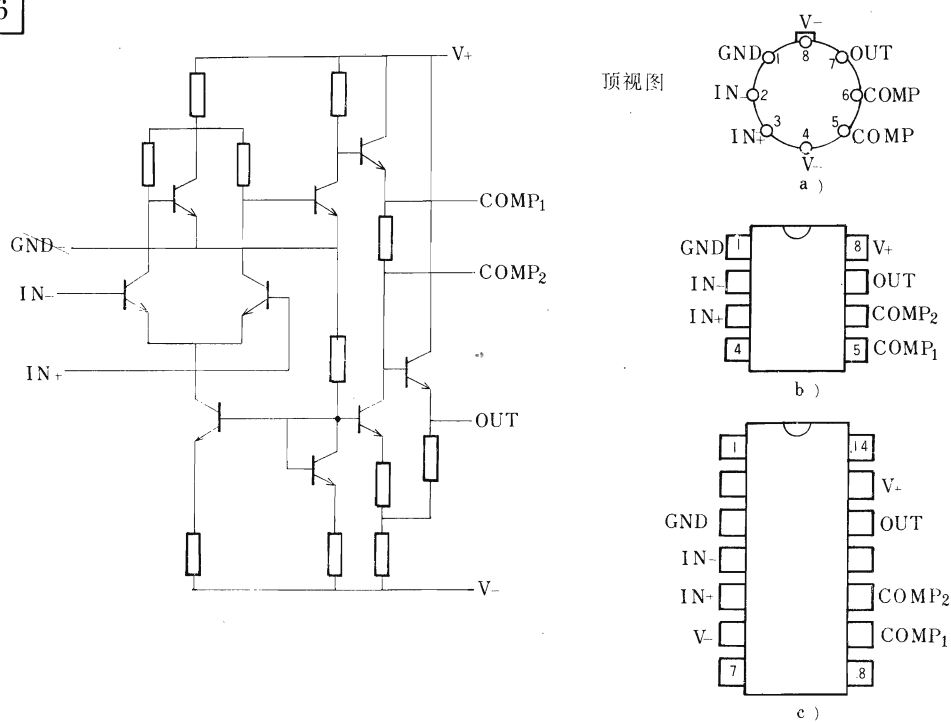 6
V+
GND
IN-
IN+
COMP1
COMP2
OUT
V-
顶视图
V-
8
GND 1
7 OUT
IN- 2
6 COMP
IN+ 3
5 COMP
4
V-
a )
GND 1
8 V+
IN-
OUT
IN+
COMP2
4
5 COMP1
b )
1
14
V+
GND
OUT
IN-
IN+
COMP2
V-
COMP1
7
8
c )